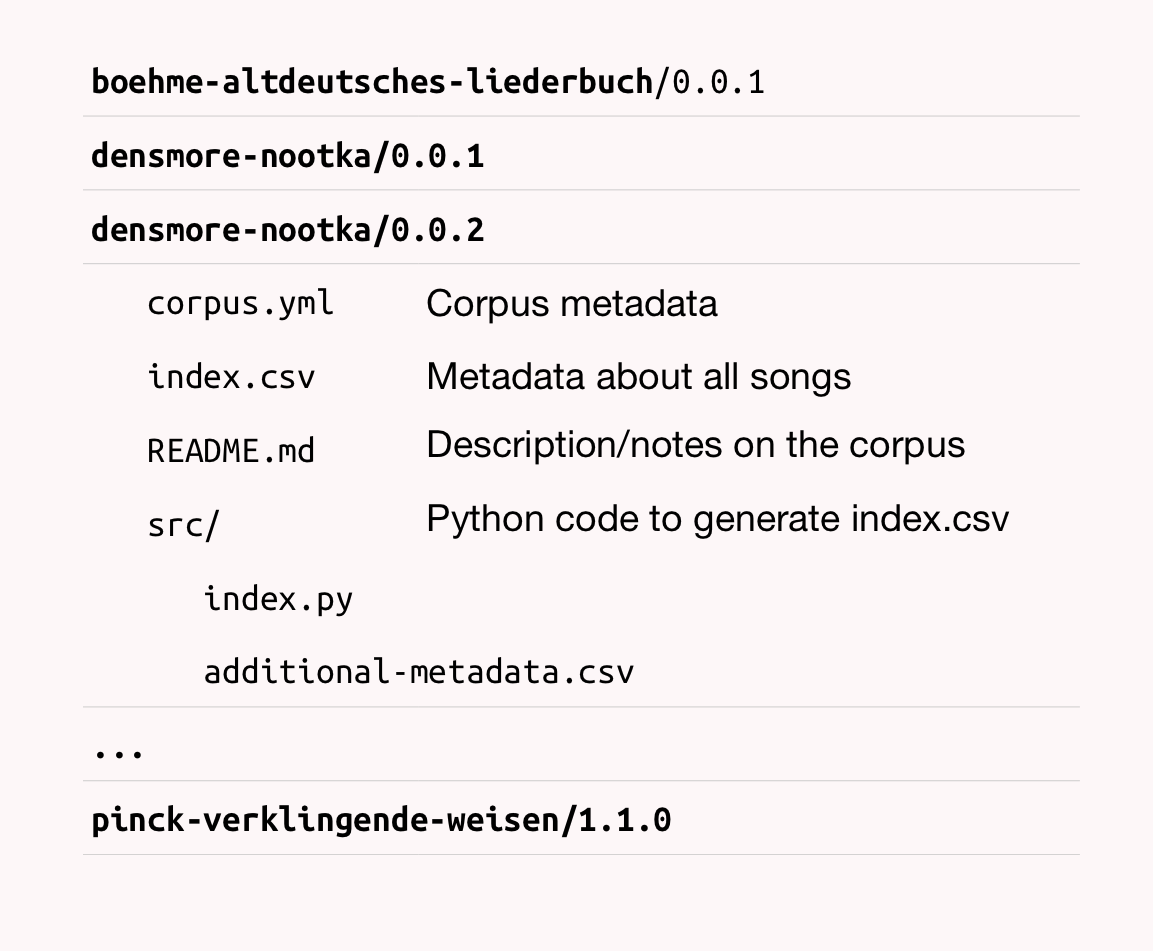 boehme-altdeutsches-liederbuch/0.0.1
densmore-nootka/0.0.1
densmore-nootka/0.0.2
corpus.yml Corpus metadata
index.csv Metadata about all songs
README.md Description/notes on the corpus
src/ Python code to generate index.csv
index.py
additional-metadata.csv
...
pinck-verklingende-weisen/1.1.0